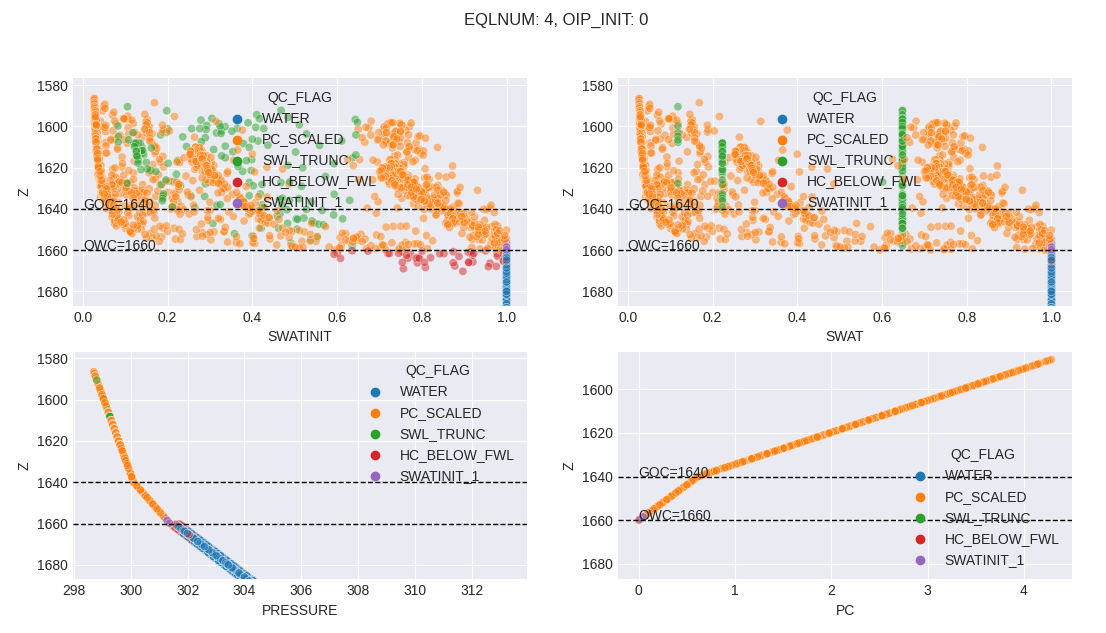 EQLNUM: 4, OIP_INIT: 0
1580
1600
1620
1640
1660
1680
Z
0.0
0.2
0.4
0.6
0.8
1.0
SWATINIT
QC_FLAG
WATER
PC_SCALED
SWL_TRUNC
HC_BELOW_FWL
SWATINIT_1
GOC=1640
OWC=1660
1580
1600
1620
1640
1660
1680
Z
0.0
0.2
0.4
0.6
0.8
1.0
SWAT
QC_FLAG
WATER
PC_SCALED
SWL_TRUNC
HC_BELOW_FWL
SWATINIT_1
GOC=1640
OWC=1660
1580
1600
1620
1640
1660
1680
Z
298
300
302
304
306
308
310
312
PRESSURE
QC_FLAG
WATER
PC_SCALED
SWL_TRUNC
HC_BELOW_FWL
SWATINIT_1
1600
1620
1640
1660
1680
Z
0
1
2
3
4
PC
GOC=1640
OWC=1660
QC_FLAG
WATER
PC_SCALED
SWL_TRUNC
HC_BELOW_FWL
SWATINIT_1